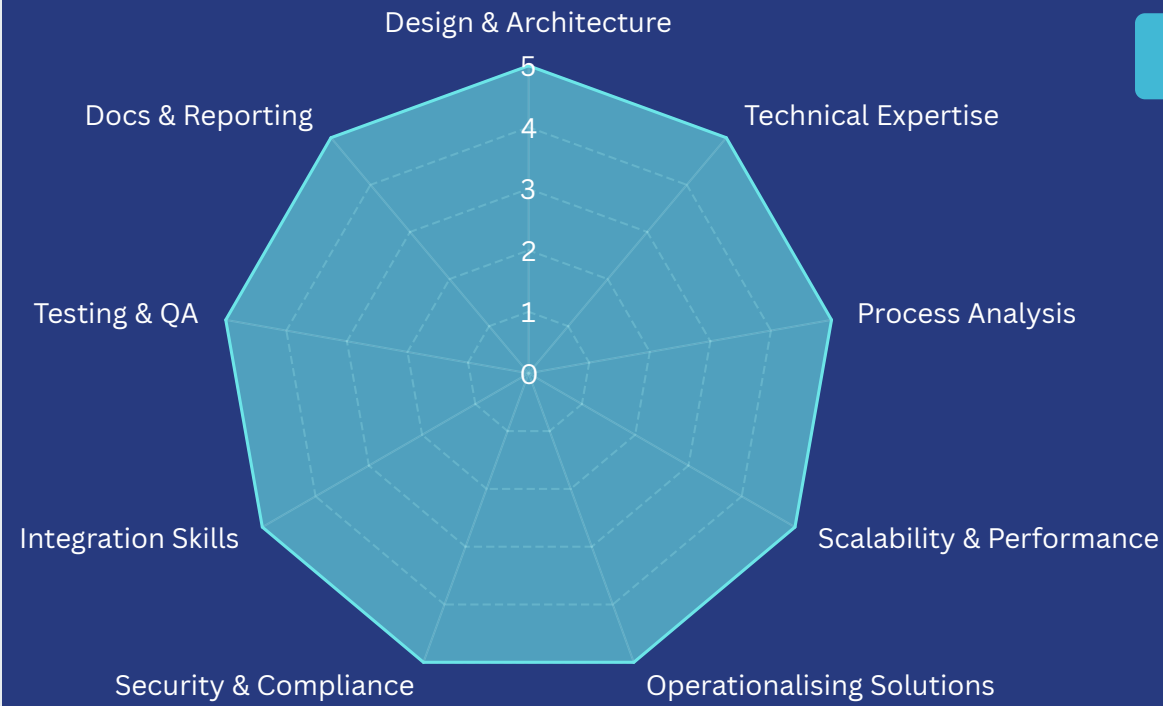 Design & Architecture
5
Docs & Reporting
Technical Expertise
4
3
2
Testing & QA
1
Process Analysis
0
Integration Skills
Scalability & Performance
Security & Compliance
Operationalising Solutions